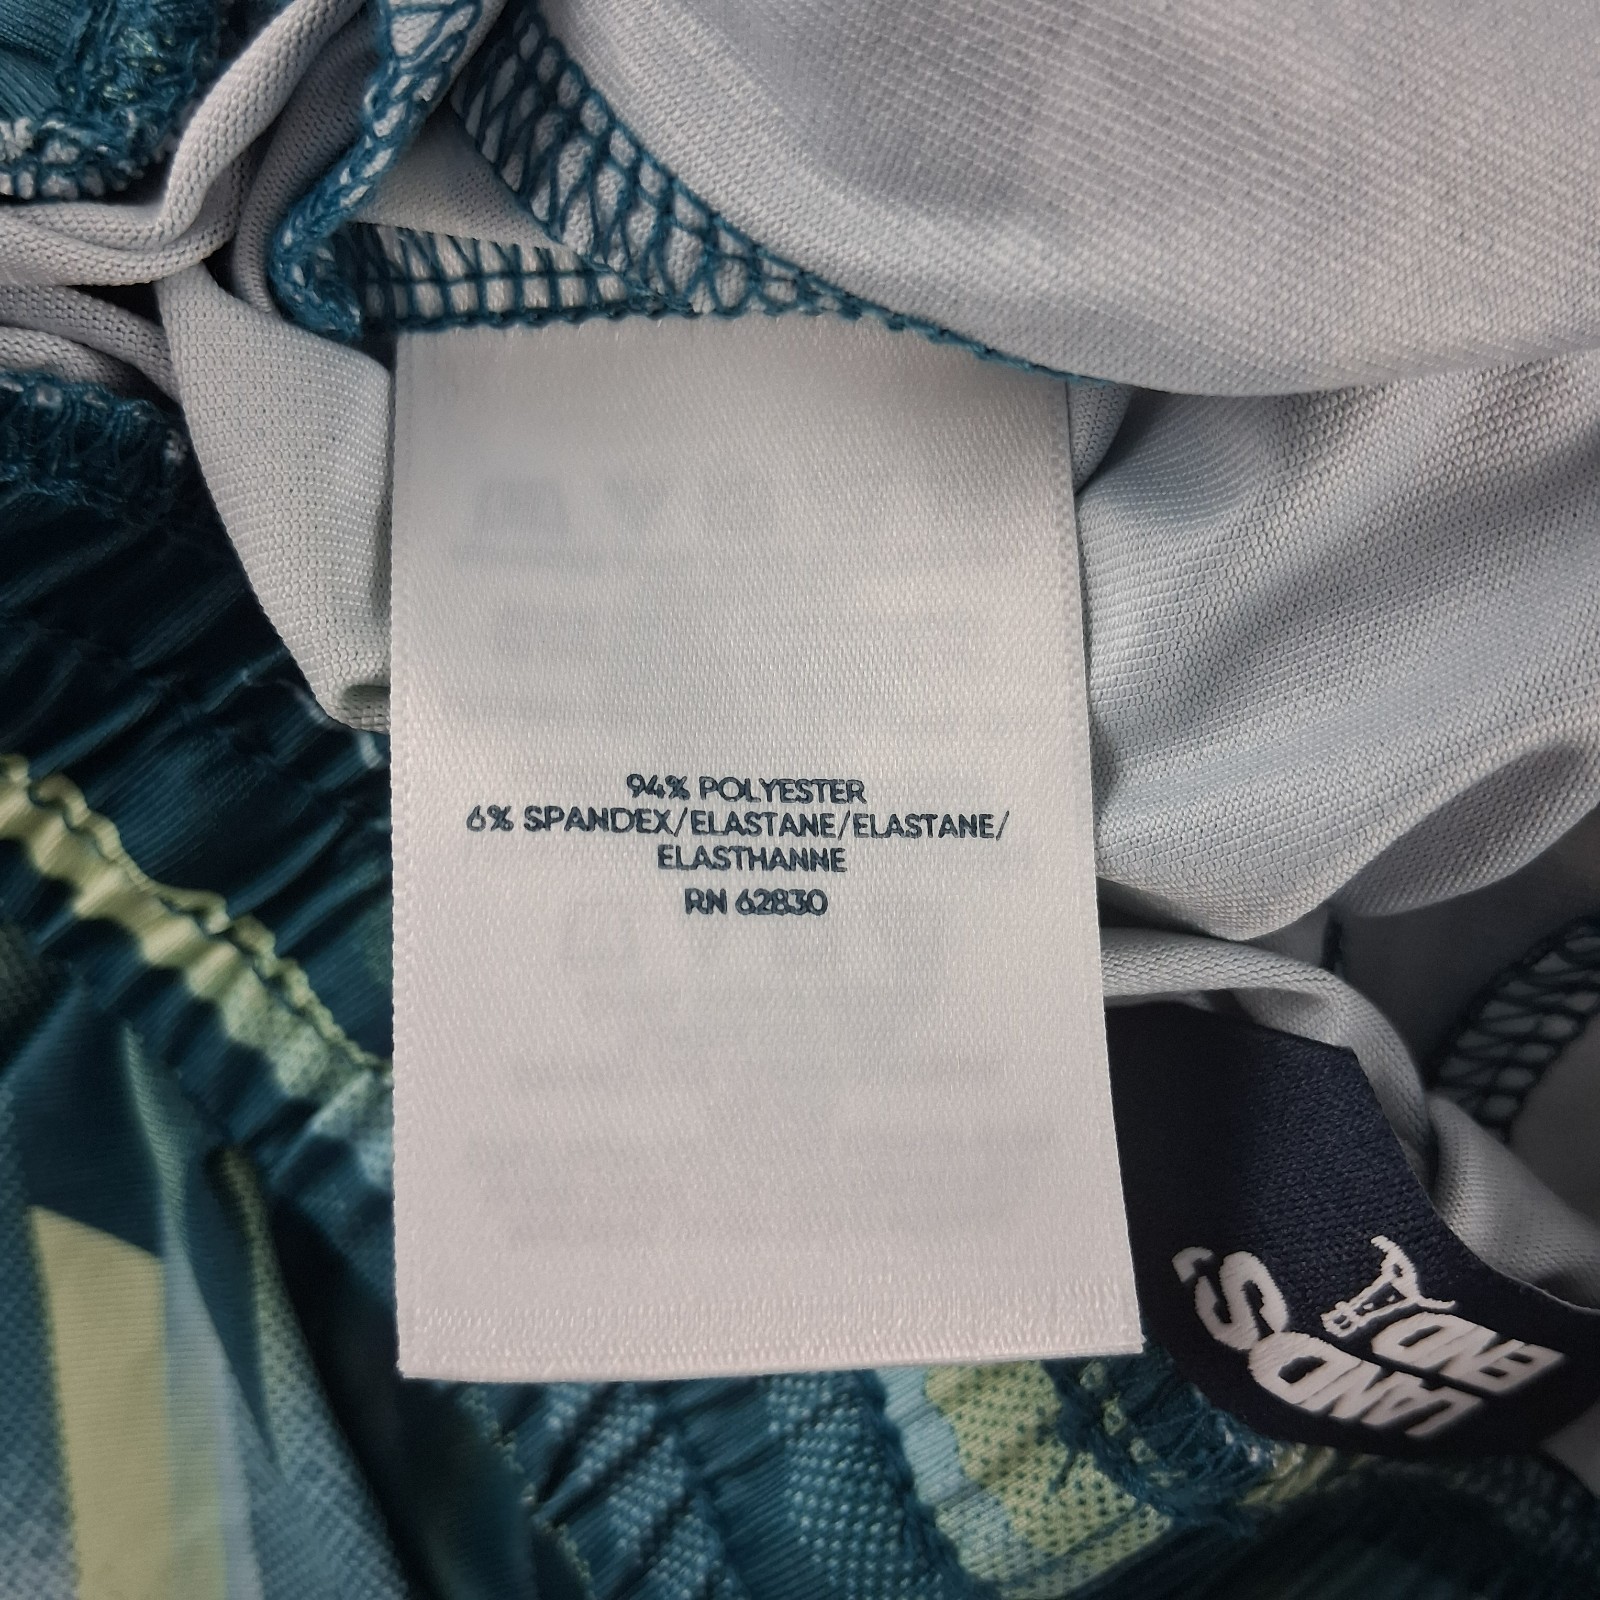 94% POLYESTER
6% SPANDEX/ELASTANE/ELASTANE/
ELASTHANNE
RN 62830
LANDS'
END